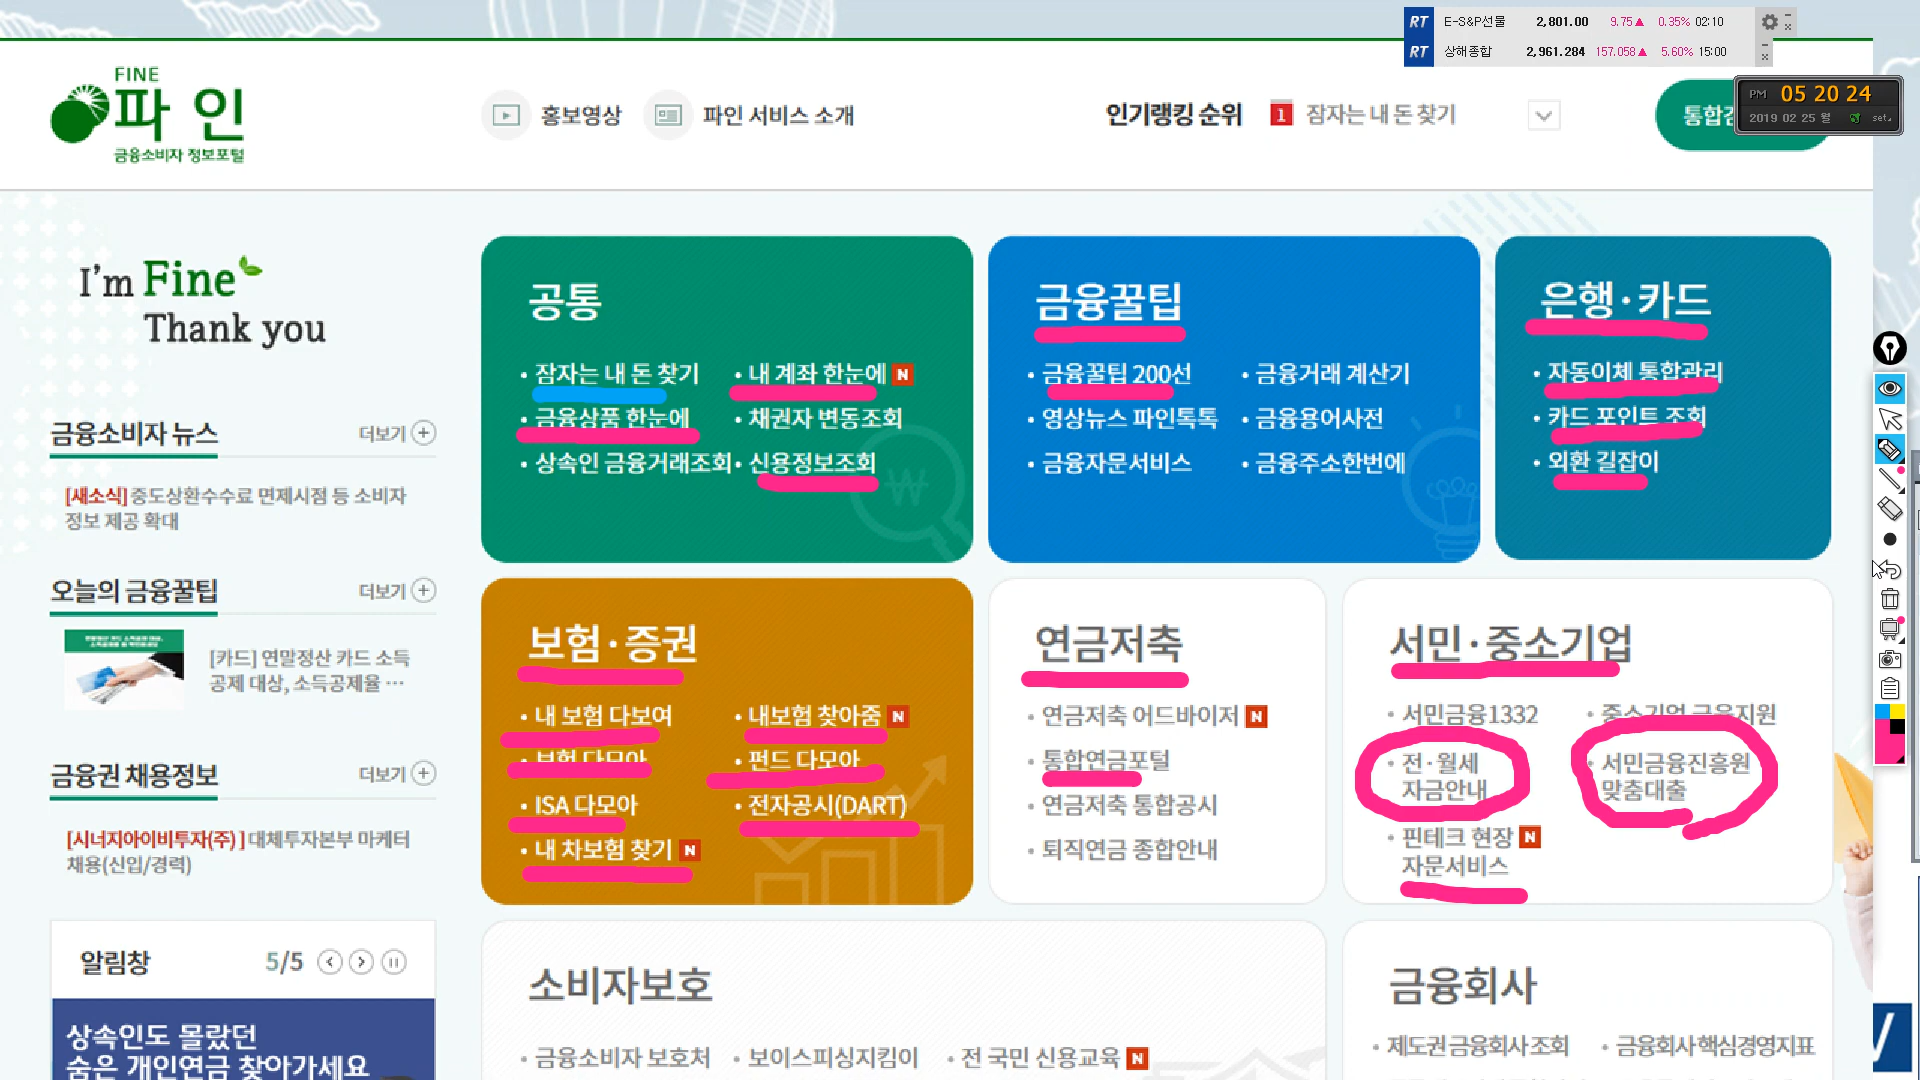 RT E-S&P선물 2,801.00 9.75▲ 0.35% 02:10
RT 상해종합 2,961.284 157.058▲ 5.60% 15:00
PM 05 20 24
2019 02 25 월 set
FINE
파인
금융소비자 정보포털
홍보영상
파인 서비스 소개
인기랭킹 순위
1 잠자는 내 돈 찾기
통합
I'm Fine
Thank you
금융소비자 뉴스 더보기
[새소식] 중도상환수수료 면제시점 등 소비자
정보 제공 확대
오늘의 금융꿀팁 더보기
[카드] 연말정산 카드 소득
공제 대상, 소득공제율 ···
금융권 채용정보 더보기
[시너지아이비투자(주)] 대체투자본부 마케터
채용(신입/경력)
알림창 5/5
상속인도 몰랐던
숨은 개인연금 찾아가세요
공통
• 잠자는 내 돈 찾기
• 내 계좌 한눈에 N
• 금융상품 한눈에
• 채권자 변동조회
• 상속인 금융거래조회
• 신용정보조회
금융꿀팁
• 금융꿀팁 200선
• 금융거래 계산기
• 영상뉴스 파인톡톡
• 금융용어사전
• 금융자문서비스
• 금융주소한번에
은행·카드
• 자동이체 통합관리
• 카드 포인트 조회
• 외환 길잡이
보험·증권
• 내 보험 다보여
• 내보험 찾아줌 N
• 보험 다모아
• 펀드 다모아
• ISA 다모아
• 전자공시(DART)
• 내 차보험 찾기 N
연금저축
• 연금저축 어드바이저 N
• 통합연금포털
• 연금저축 통합공시
• 퇴직연금 종합안내
서민·중소기업
• 서민금융1332
• 중소기업 금융지원
• 전·월세
자금안내
• 서민금융진흥원
맞춤대출
• 핀테크 현장 N
자문서비스
소비자보호
• 금융소비자 보호처
• 보이스피싱지킴이
• 전 국민 신용교육 N
금융회사
• 제도권 금융회사 조회
• 금융회사 핵심경영지표